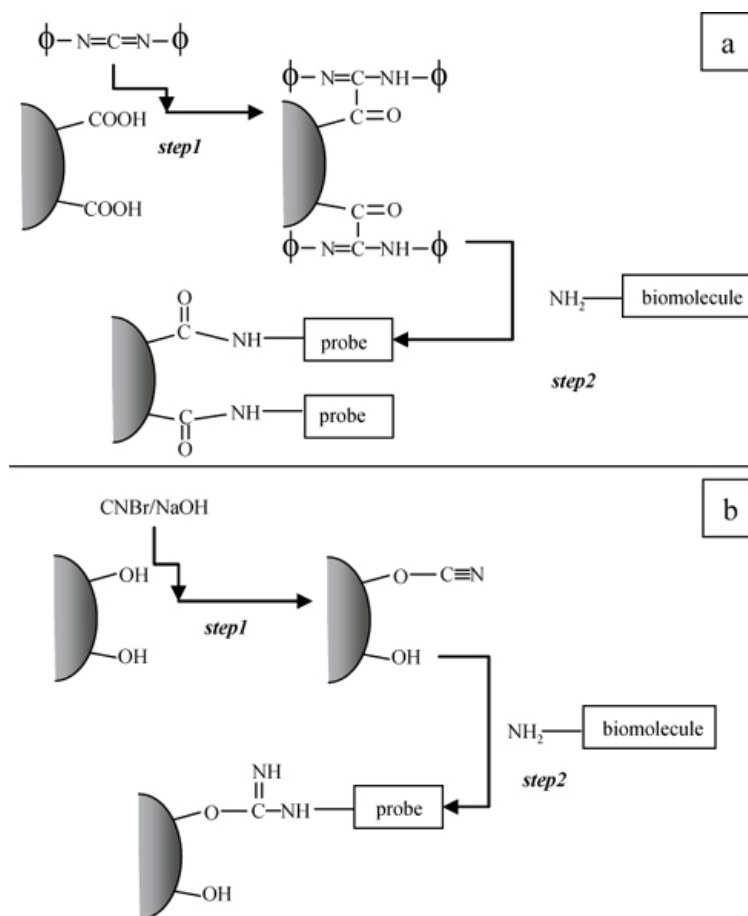 ϕ—N=C=N—ϕ
a
ϕ—N=C—NH—ϕ
COOH
C=O
step1
COOH
C=O
ϕ—N=C—NH—ϕ
O
NH₂—biomolecule
C
NH—probe
step2
NH—probe
C
O
CNBr/NaOH
b
OH
O—C≡N
step1
OH
OH
NH₂—biomolecule
NH
step2
O—C—NH—probe
OH